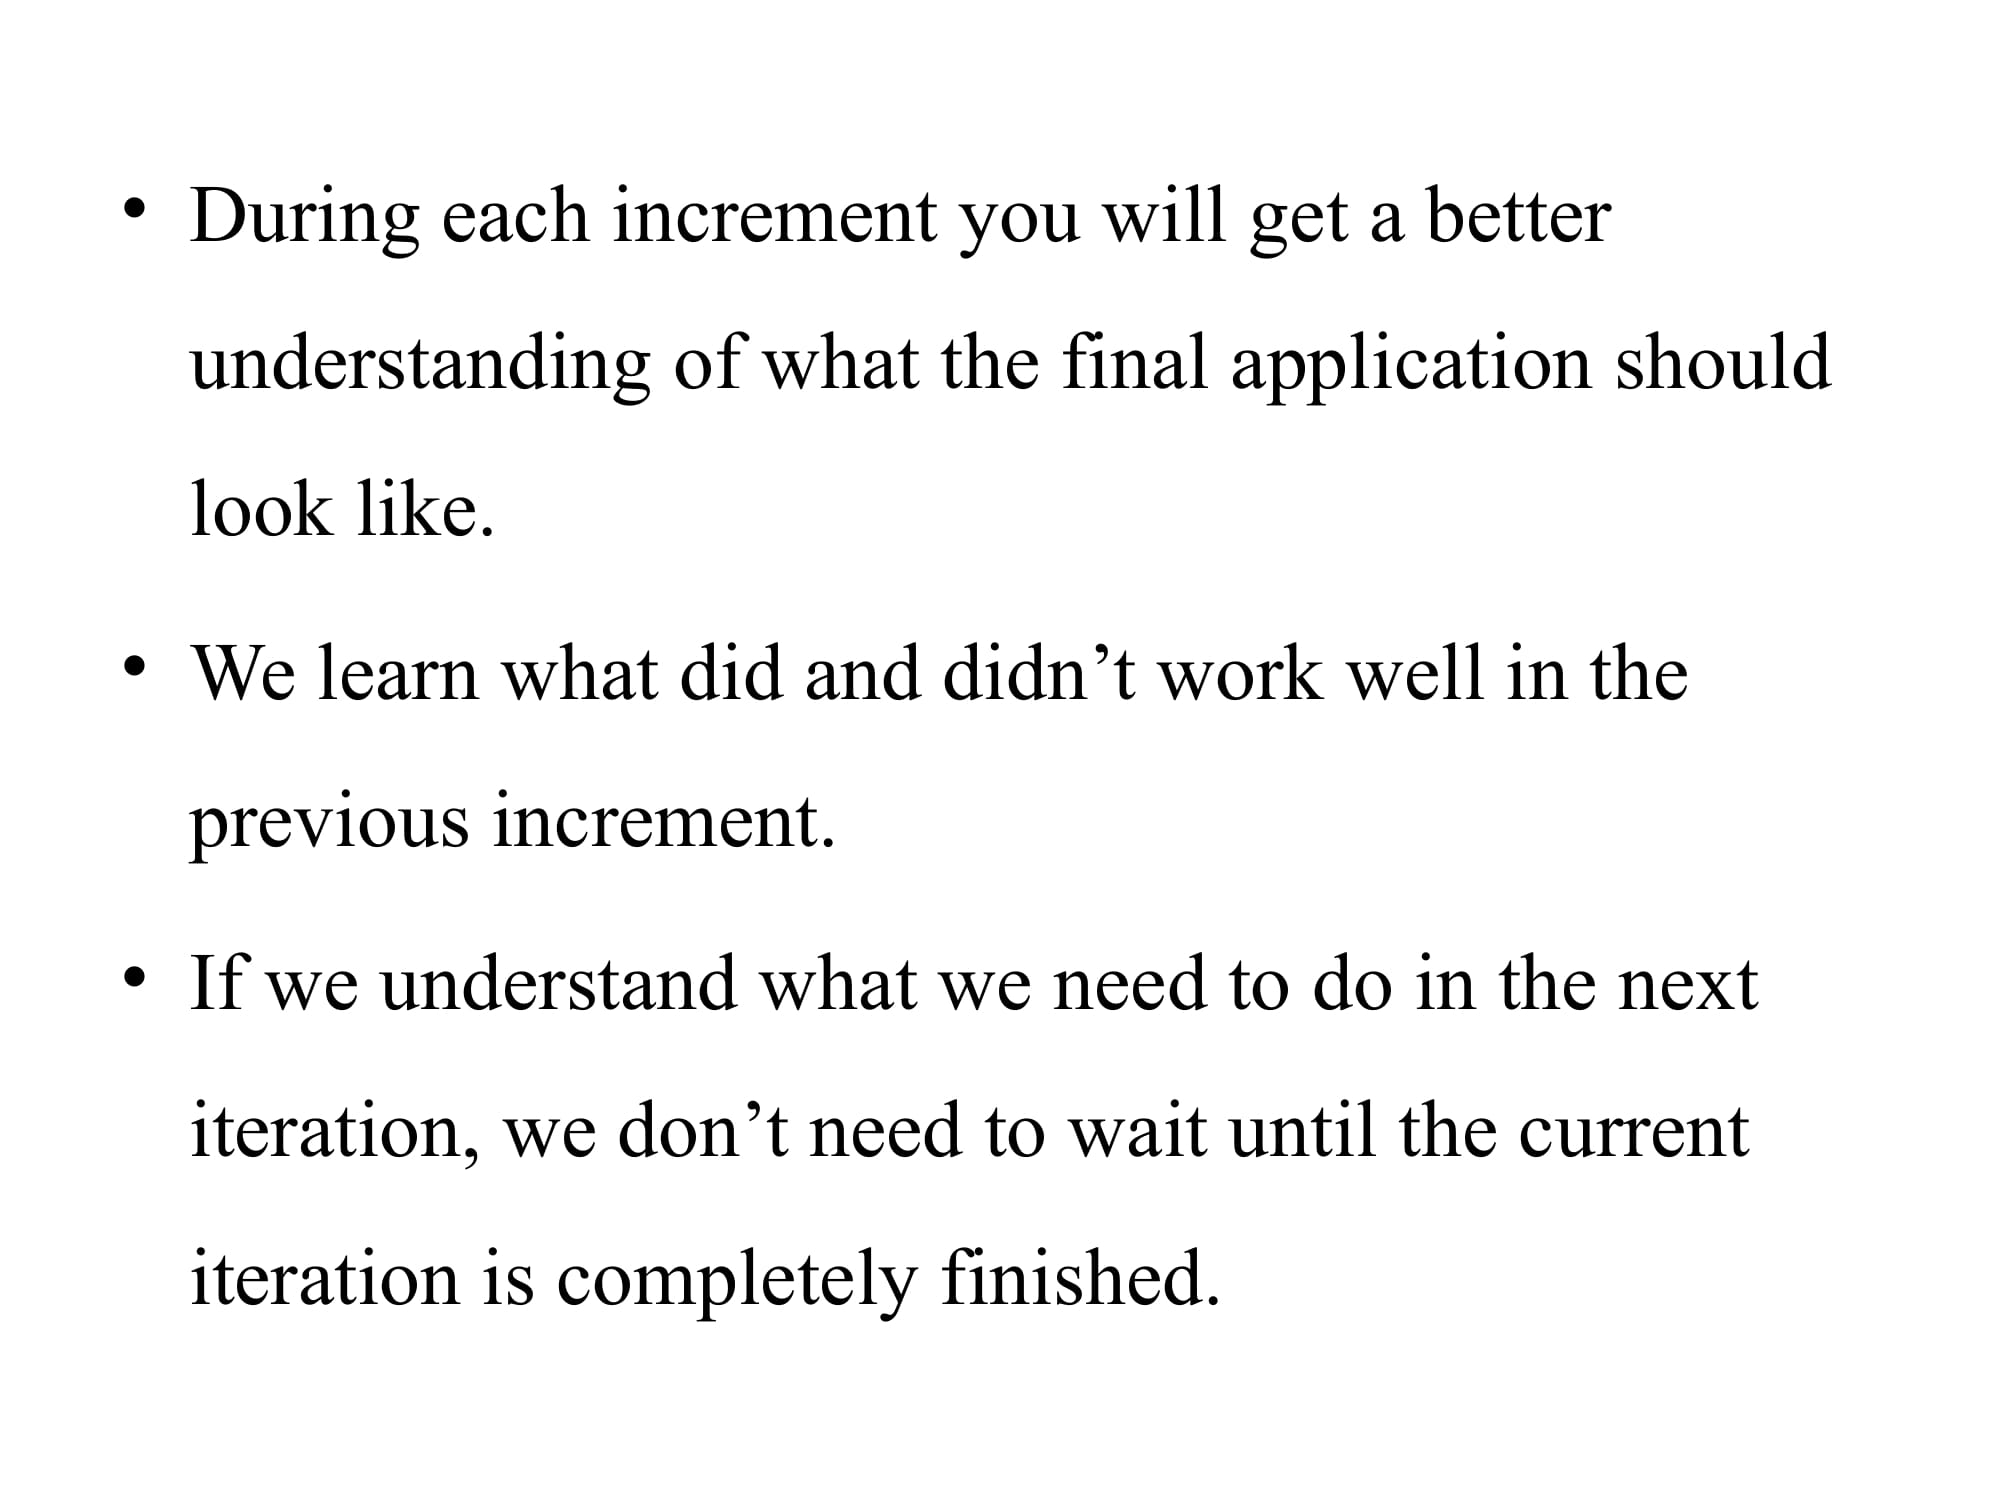 • During each increment you will get a better
understanding of what the final application should
look like.
• We learn what did and didn’t work well in the
previous increment.
• If we understand what we need to do in the next
iteration, we don’t need to wait until the current
iteration is completely finished.